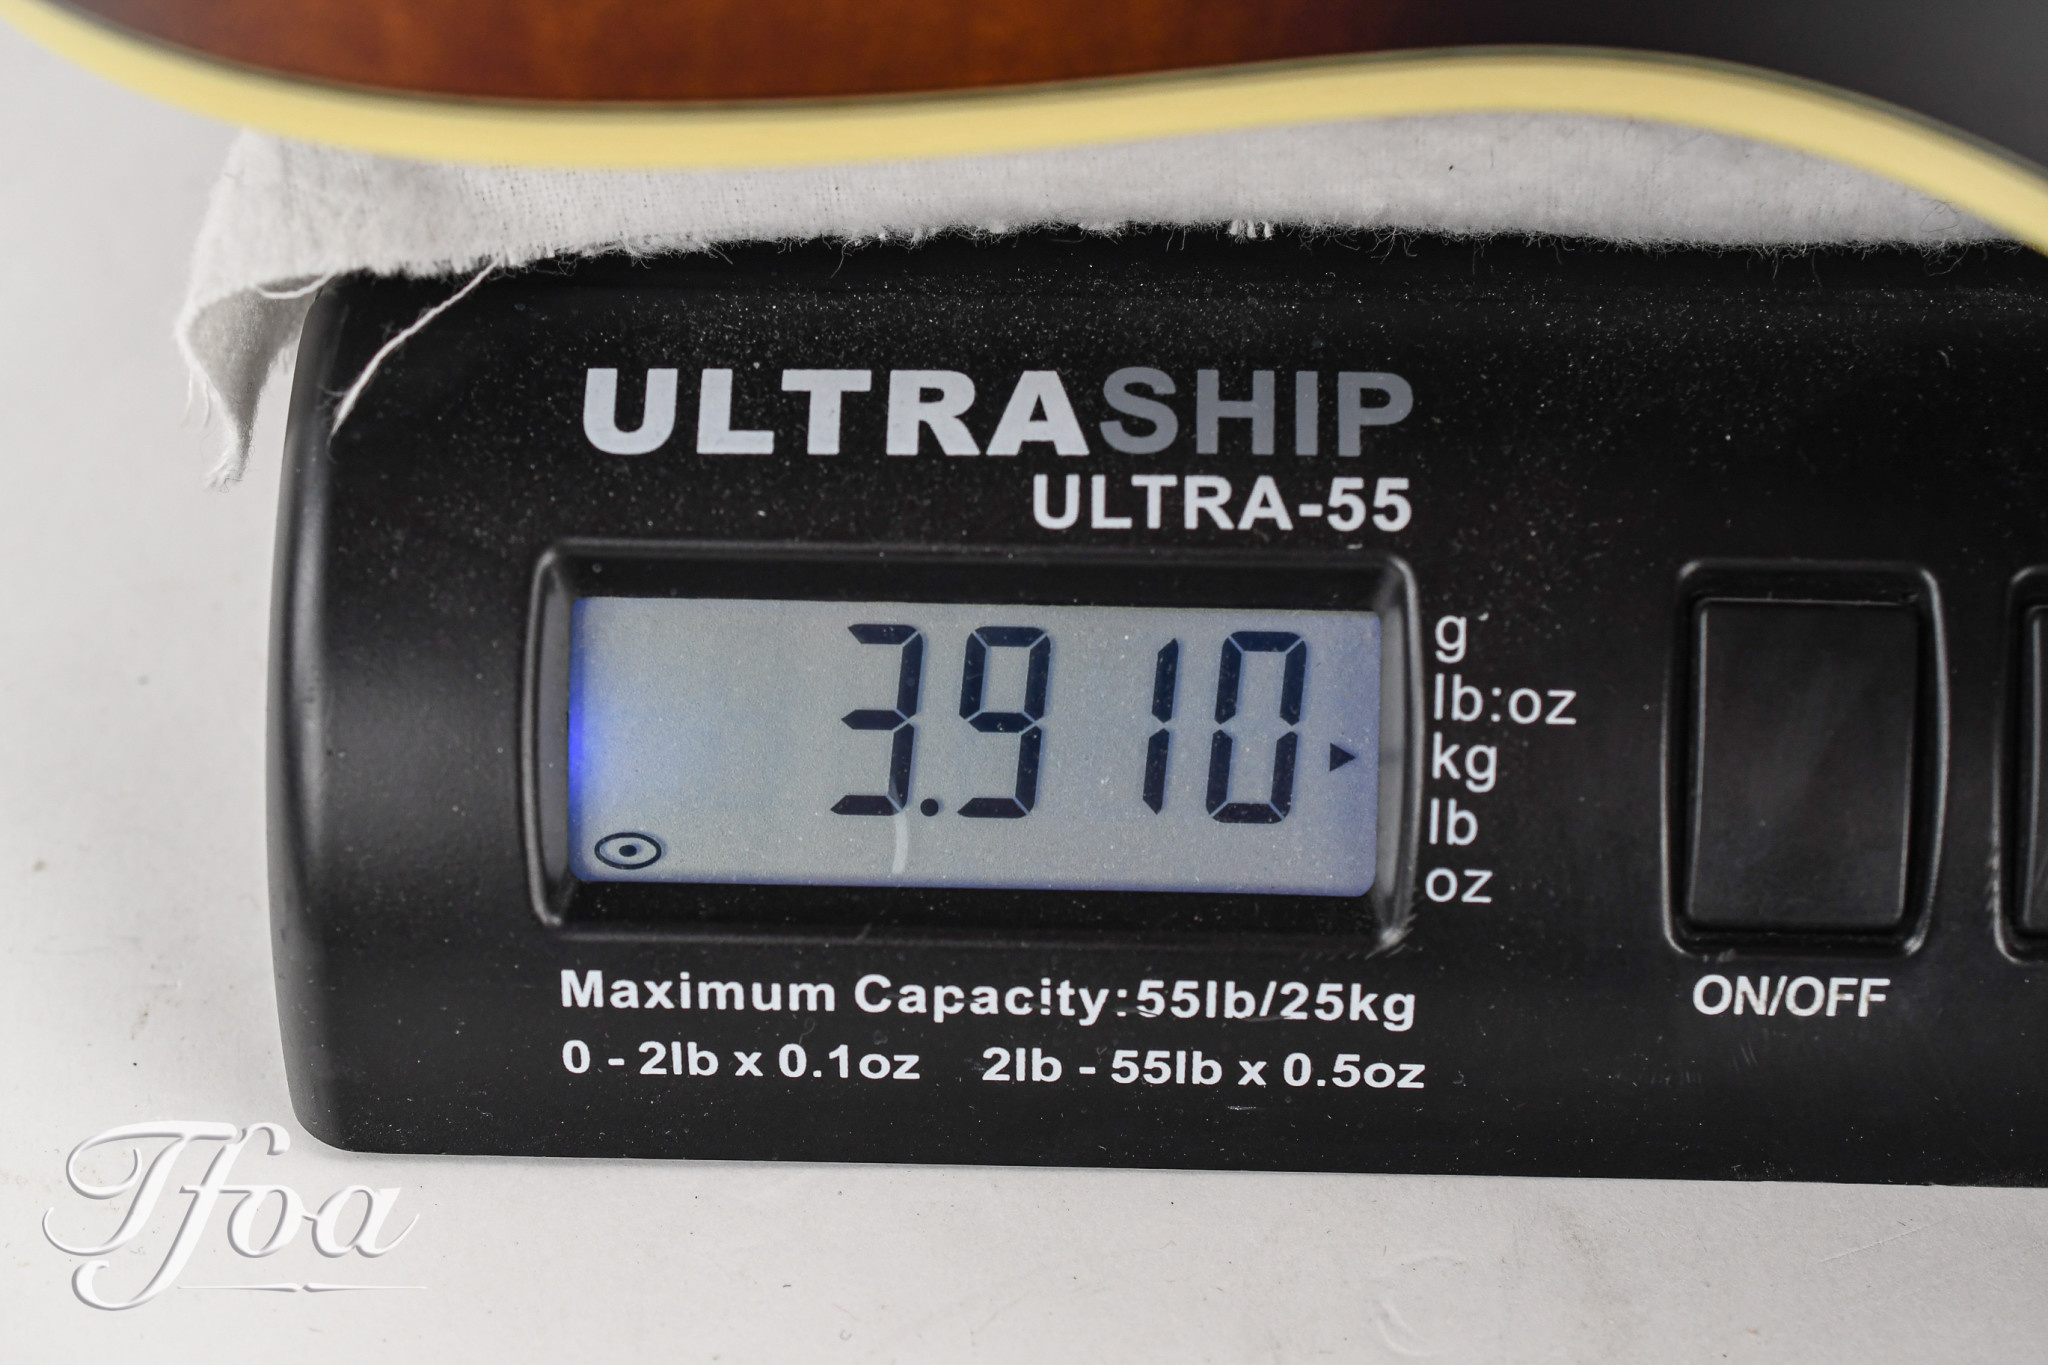 ULTRASHIP
ULTRA-55
3.910
g
lb:oz
kg
lb
oz
ON/OFF
Maximum Capacity:55lb/25kg
0 - 2lb x 0.1oz 2lb - 55lb x 0.5oz
Tfoa